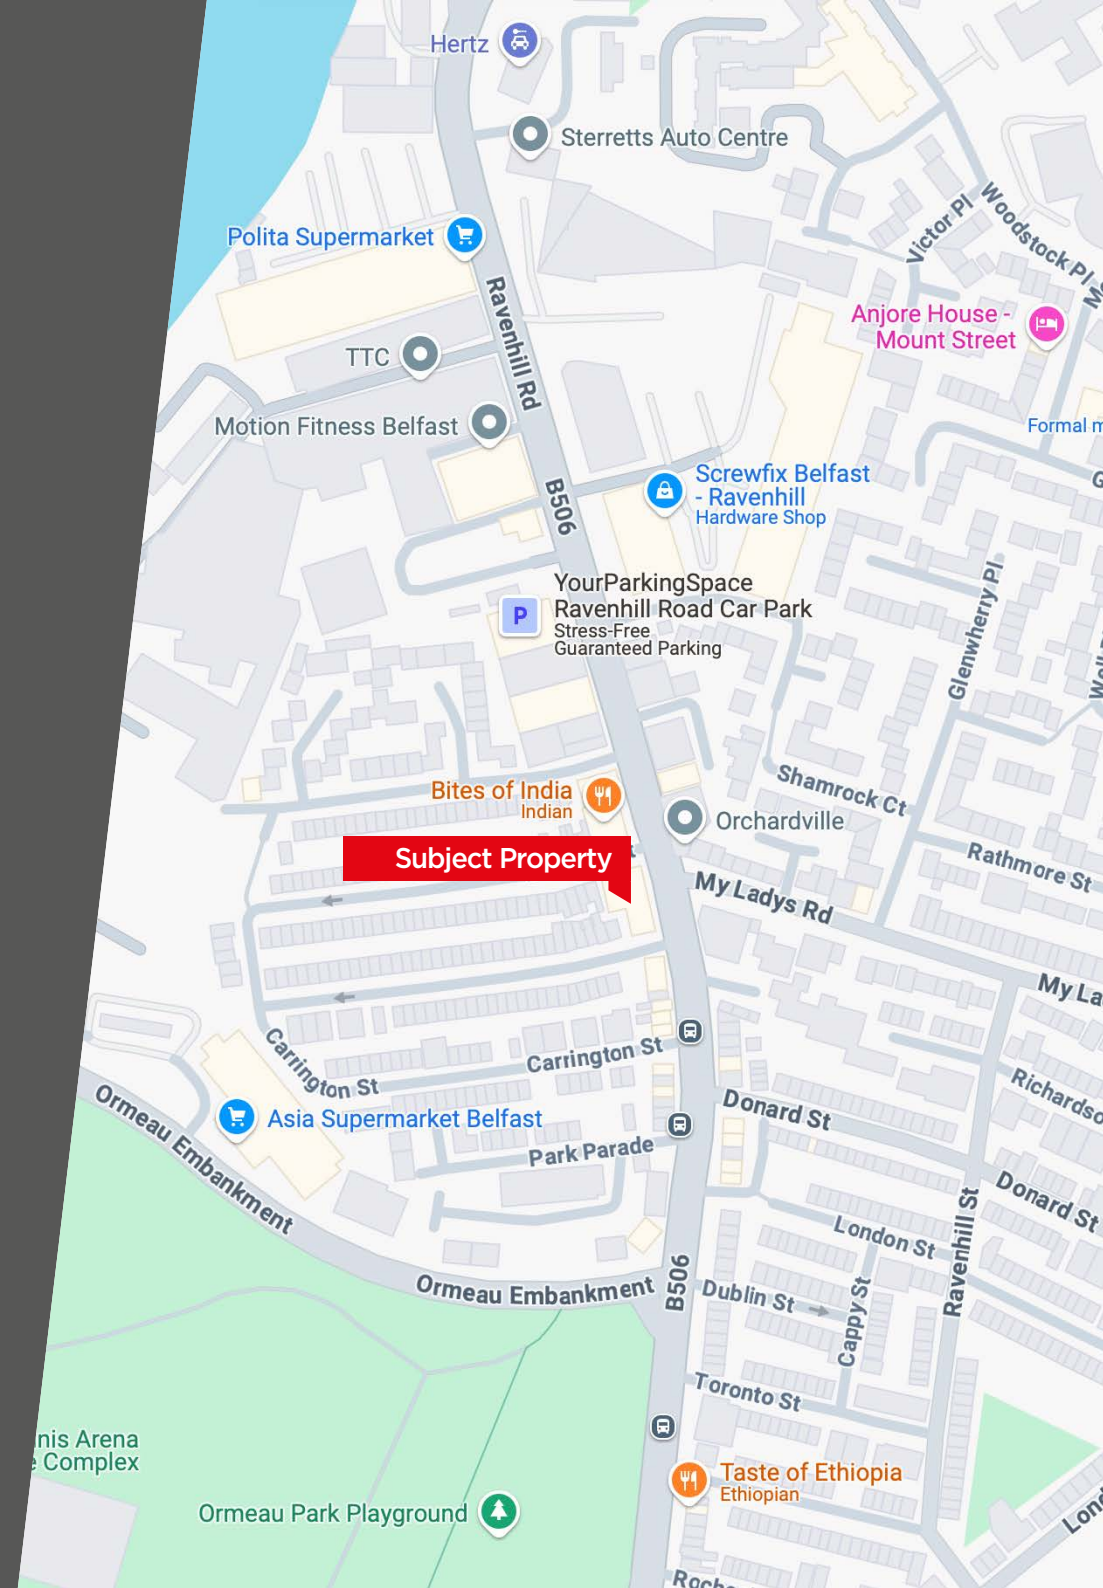 Hertz
Sterretts Auto Centre
Polita Supermarket
Victor Pl
Woodstock Pl
Ravenhill Rd
Anjore House -
Mount Street
TTC
Motion Fitness Belfast
Formal
Screwfix Belfast
- Ravenhill
Hardware Shop
B506
YourParkingSpace
Ravenhill Road Car Park
Stress-Free
Guaranteed Parking
P
Glenwherry Pl
Shamrock Ct
Bites of India
Indian
Orchardville
Subject Property
Rathmore St
My Ladys Rd
My La
Carrington St
Carrington St
Richardso
Donard St
Asia Supermarket Belfast
Ormeau Embankment
Park Parade
Donard St
London St
Ravenhill St
Ormeau Embankment
B506
Dublin St
Cappy St
Toronto St
nis Arena
Complex
Taste of Ethiopia
Ethiopian
Ormeau Park Playground
Lond
Roch